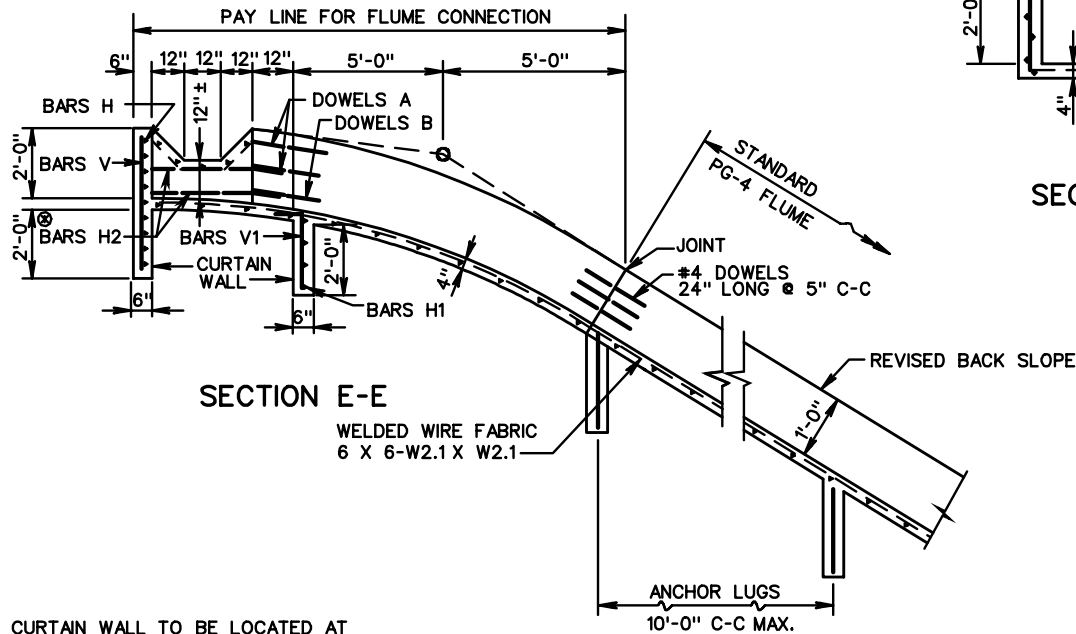 PAY LINE FOR FLUME CONNECTION
6" 12" 12" 12" 12" 5'-0" 5'-0"
2'-0"
4"
BARS H
12" ±
DOWELS A
DOWELS B
2'-0"
BARS V
STANDARD
PG-4 FLUME
SEC
2'-0" ⊗
BARS H2
BARS V1
2'-0"
4"
JOINT
CURTAIN
WALL
#4 DOWELS
24" LONG @ 5" C-C
6"
6"
BARS H1
REVISED BACK SLOPE
SECTION E-E
1'-0"
WELDED WIRE FABRIC
6 X 6-W2.1 X W2.1
ANCHOR LUGS
10'-0" C-C MAX.
CURTAIN WALL TO BE LOCATED AT